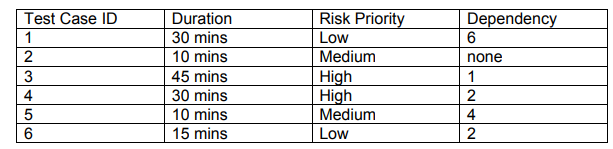 Test Case ID Duration Risk Priority Dependency
1 30 mins Low 6
2 10 mins Medium none
3 45 mins High 1
4 30 mins High 2
5 10 mins Medium 4
6 15 mins Low 2